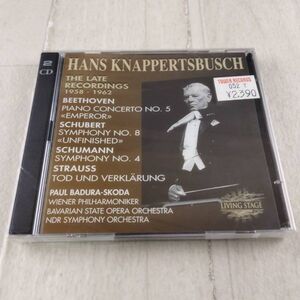 2
CD
HANS KNAPPERTSBUSCH
THE LATE
RECORDINGS
1958 - 1962
BEETHOVEN
PIANO CONCERTO NO. 5
«EMPEROR»
SCHUBERT
SYMPHONY NO. 8
«UNFINISHED»
SCHUMANN
SYMPHONY NO. 4
STRAUSS
TOD UND VERKLÄRUNG
PAUL BADURA-SKODA
WIENER PHILHARMONIKER
BAVARIAN STATE OPERA ORCHESTRA
NDR SYMPHONY ORCHESTRA
TOWER RECORDS
¥2,390
LIVING STAGE